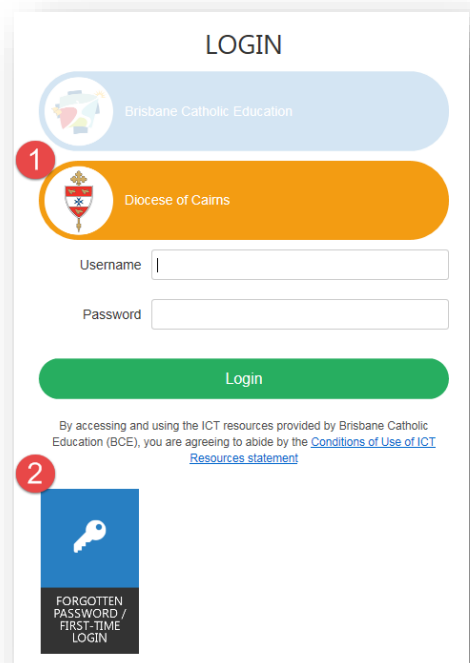 LOGIN
Brisbane Catholic Education
1
Diocese of Cairns
Username
Password
Login
By accessing and using the ICT resources provided by Brisbane Catholic
Education (BCE), you are agreeing to abide by the Conditions of Use of ICT
Resources statement
2
FORGOTTEN
PASSWORD /
FIRST-TIME
LOGIN